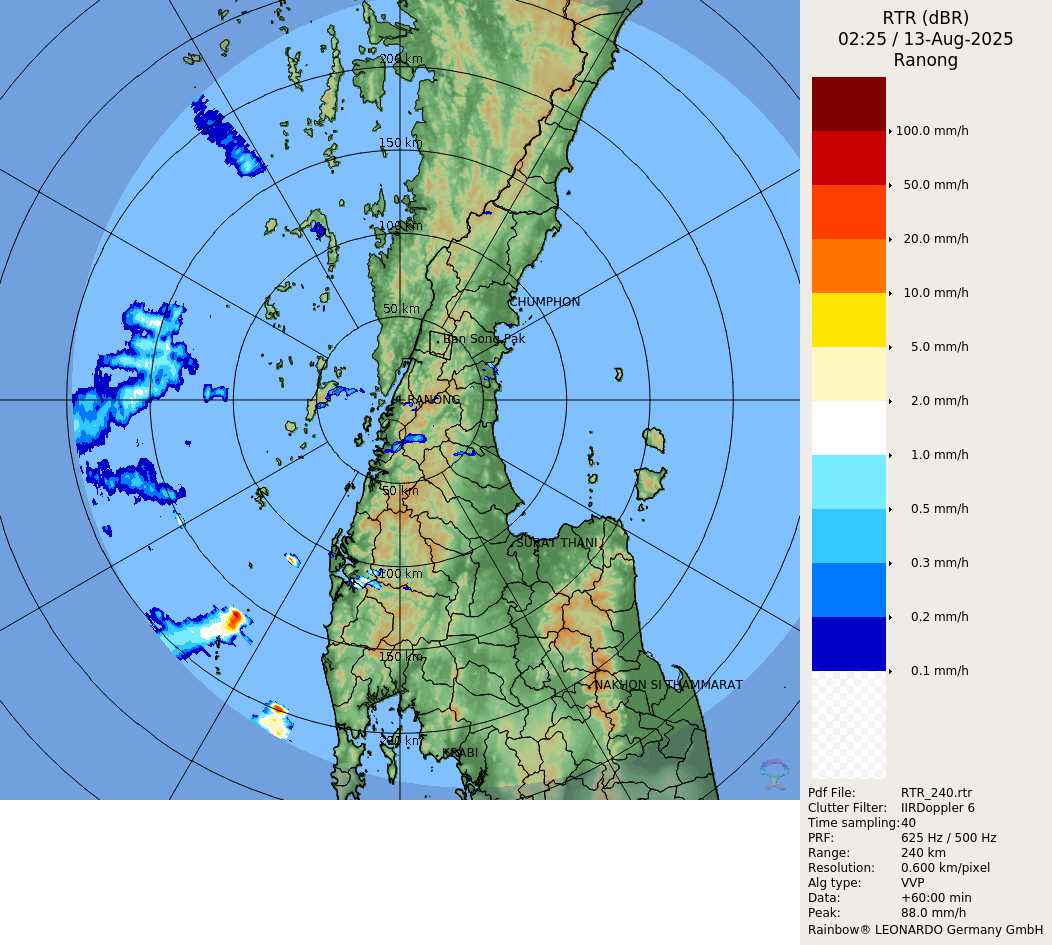 RTR (dBR)
02:25 / 13-Aug-2025
Ranong
200 km
150 km
100 km
50 km
CHUMPHON
Ban Song Pak
RANONG
50 km
SURAT THANI
100 km
150 km
NAKHON SI THAMMARAT
200 km
KRABI
100.0 mm/h
50.0 mm/h
20.0 mm/h
10.0 mm/h
5.0 mm/h
2.0 mm/h
1.0 mm/h
0.5 mm/h
0.3 mm/h
0.2 mm/h
0.1 mm/h
Pdf File: RTR_240.rtr
Clutter Filter: IIRDoppler 6
Time sampling: 40
PRF: 625 Hz / 500 Hz
Range: 240 km
Resolution: 0.600 km/pixel
Alg type: VVP
Data: +60:00 min
Peak: 88.0 mm/h
Rainbow® LEONARDO Germany GmbH